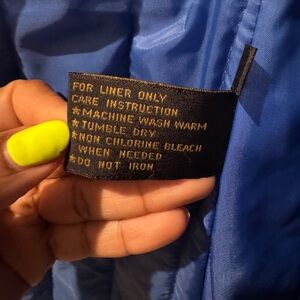 FOR LINER ONLY
CARE INSTRUCTION
*MACHINE WASH WARM
*TUMBLE DRY
*NON CHLORINE BLEACH
WHEN NEEDED
*DO NOT IRON